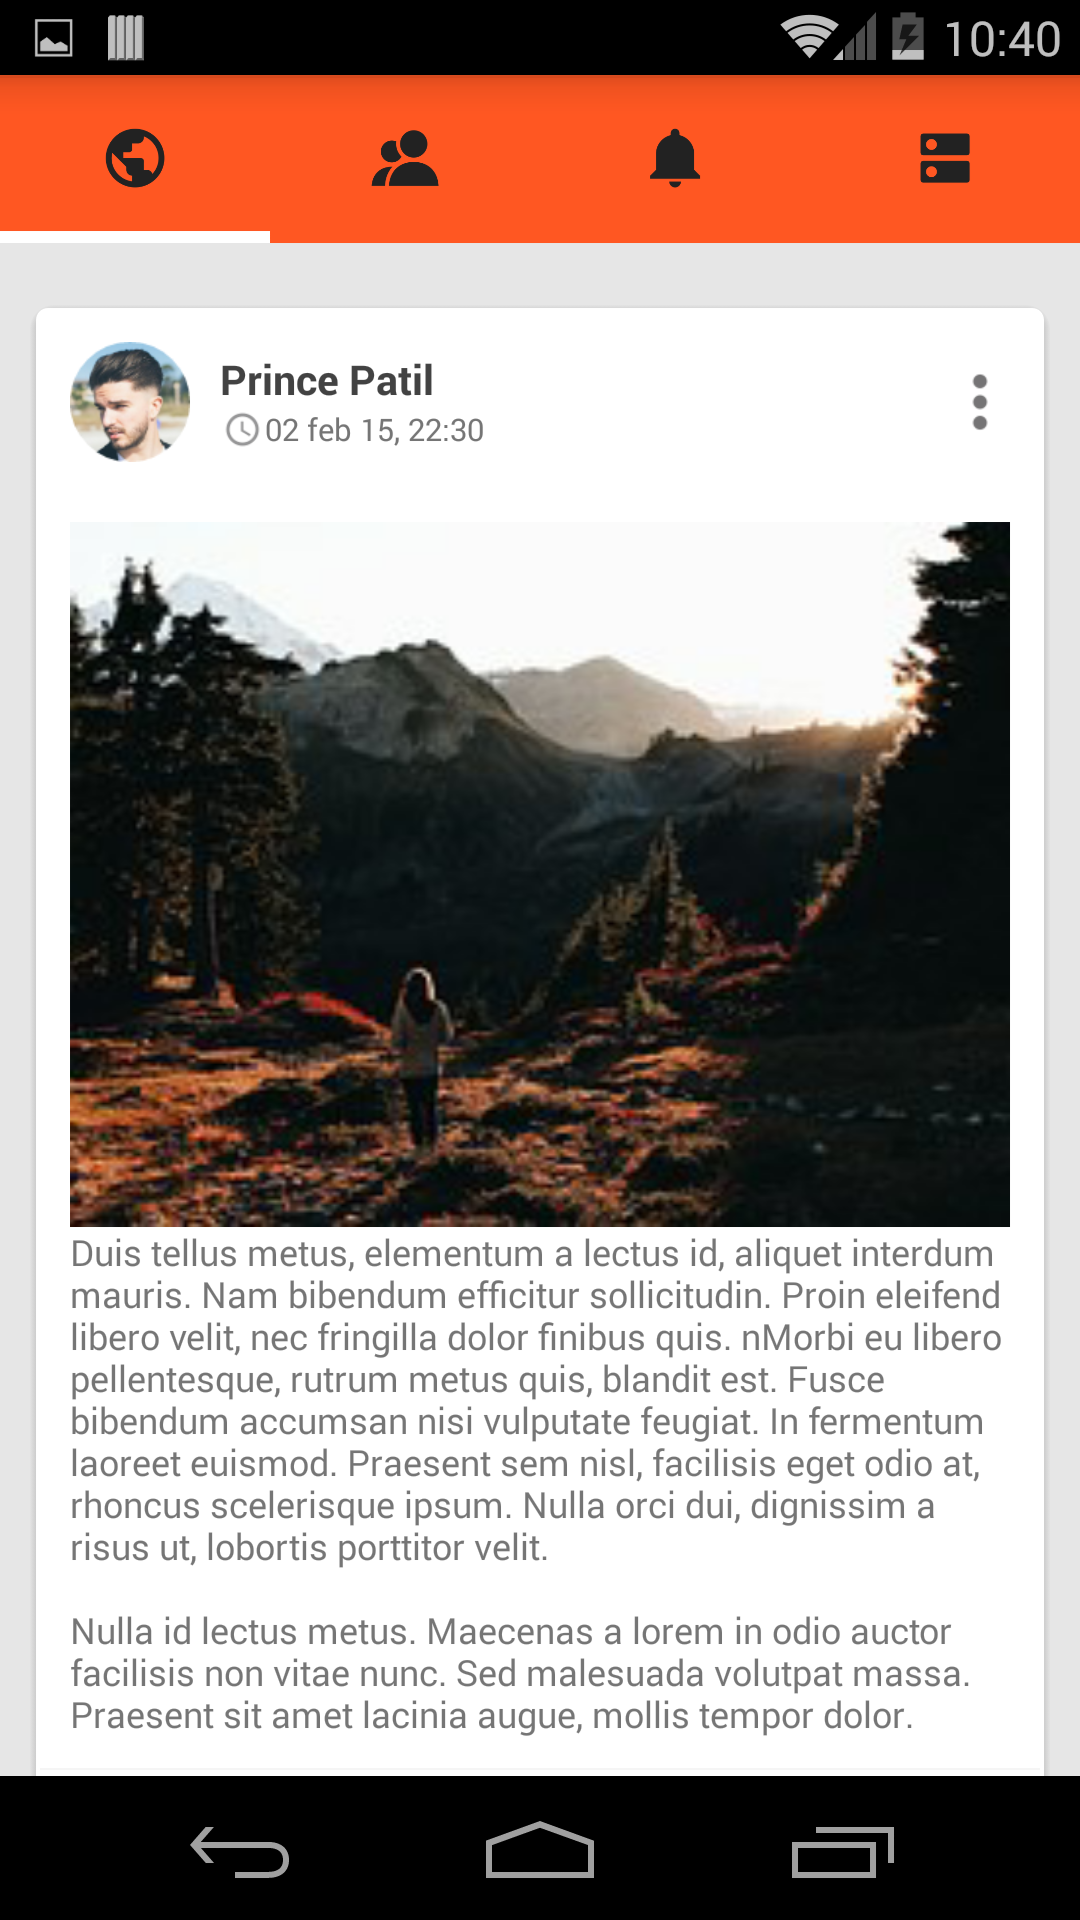 10:40
Prince Patil
02 feb 15, 22:30
Duis tellus metus, elementum a lectus id, aliquet interdum
mauris. Nam bibendum efficitur sollicitudin. Proin eleifend
libero velit, nec fringilla dolor finibus quis. nMorbi eu libero
pellentesque, rutrum metus quis, blandit est. Fusce
bibendum accumsan nisi vulputate feugiat. In fermentum
laoreet euismod. Praesent sem nisl, facilisis eget odio at,
rhoncus scelerisque ipsum. Nulla orci dui, dignissim a
risus ut, lobortis porttitor velit.
Nulla id lectus metus. Maecenas a lorem in odio auctor
facilisis non vitae nunc. Sed malesuada volutpat massa.
Praesent sit amet lacinia augue, mollis tempor dolor.